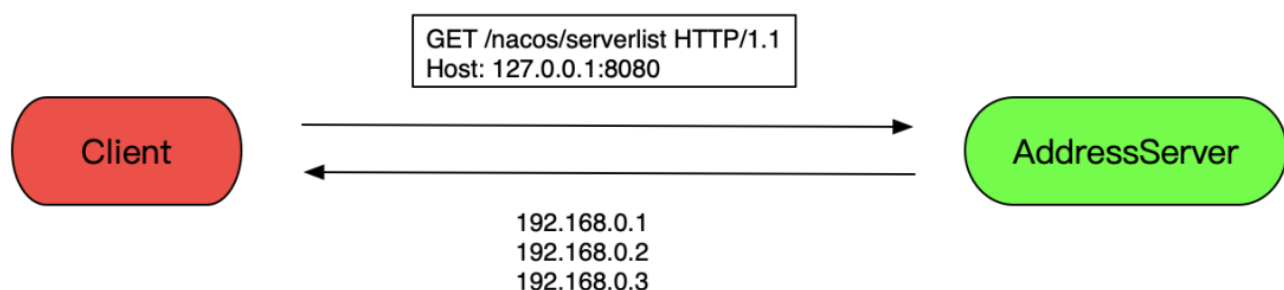 GET /nacos/serverlist HTTP/1.1
Host: 127.0.0.1:8080
Client
AddressServer
192.168.0.1
192.168.0.2
192.168.0.3